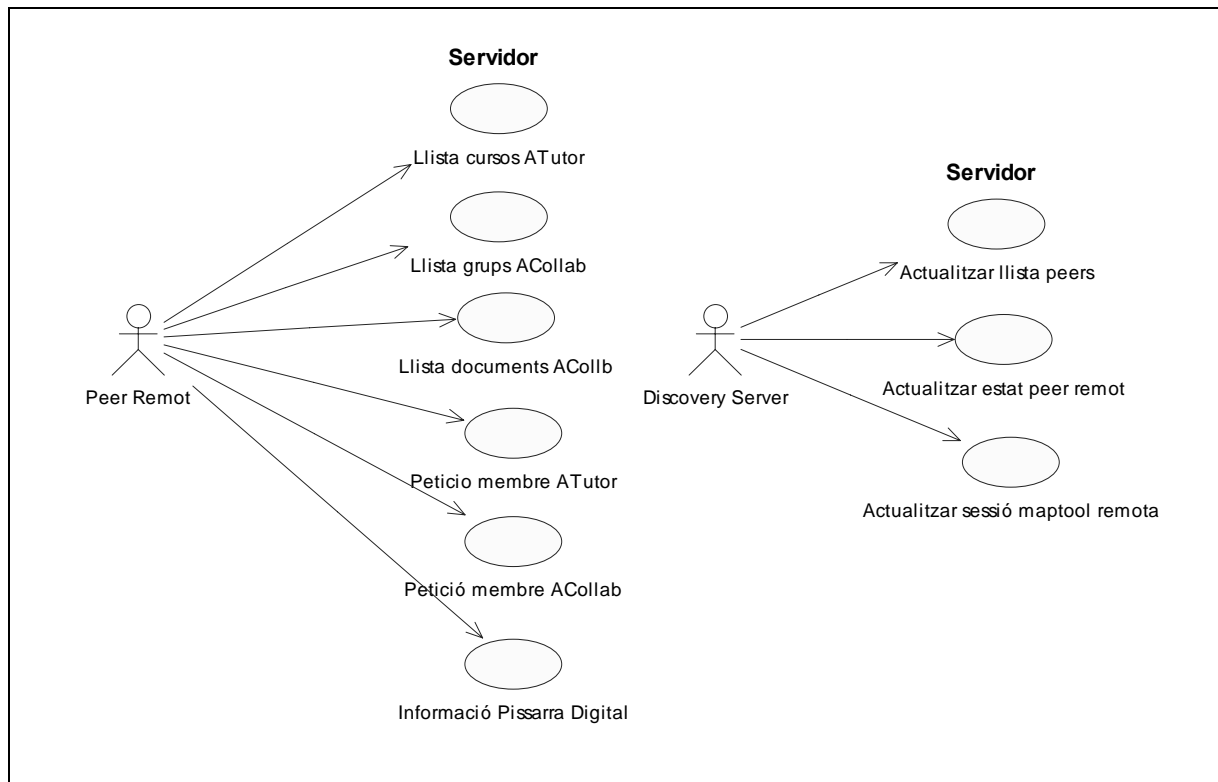 Servidor
Llista cursos ATutor
Llista grups ACollab
Llista documents ACollb
Peer Remot
Peticio membre ATutor
Petició membre ACollab
Informació Pissarra Digital
Servidor
Actualitzar llista peers
Actualitzar estat peer remot
Discovery Server
Actualitzar sessió maptool remota